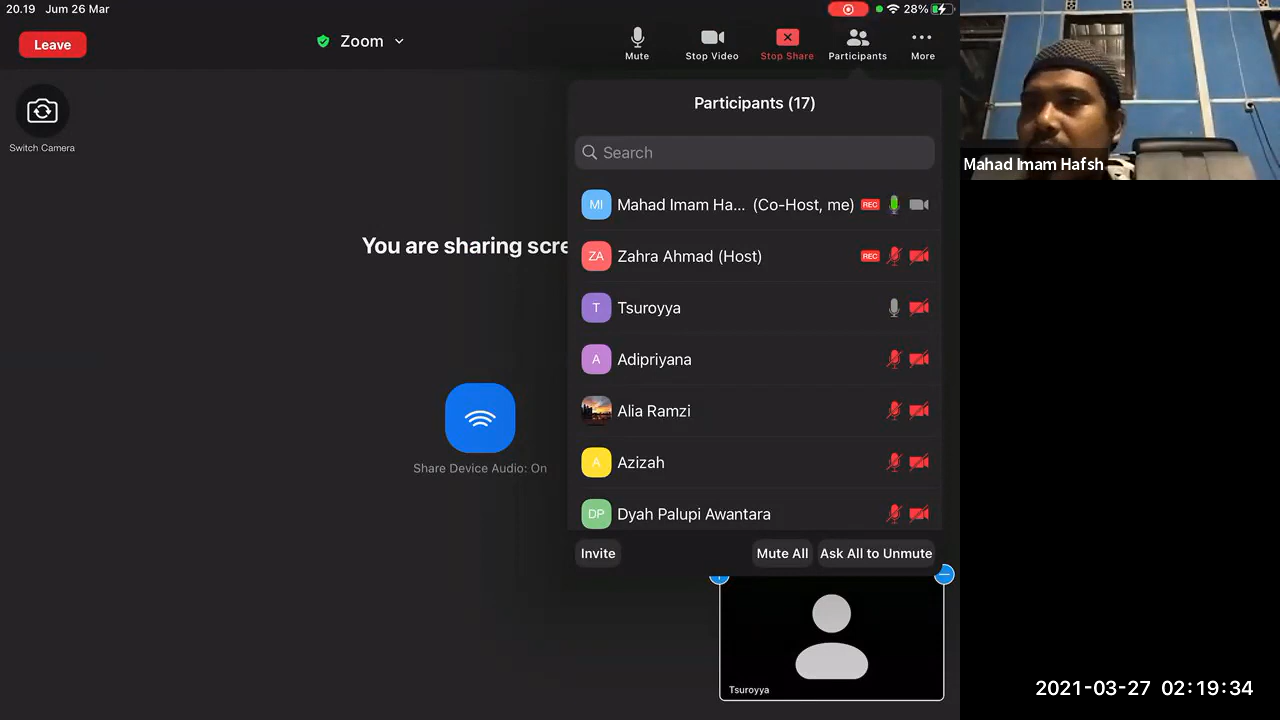 20.19 Jum 26 Mar
28%
Leave
Zoom
Mute
Stop Video
Stop Share
Participants
More
Switch Camera
Participants (17)
Search
MI Mahad Imam Ha... (Co-Host, me) REC
ZA Zahra Ahmad (Host) REC
T Tsuroyya
A Adipriyana
Alia Ramzi
A Azizah
DP Dyah Palupi Awantara
Invite
Mute All
Ask All to Unmute
You are sharing scre
Share Device Audio: On
Tsuroyya
Mahad Imam Hafsh
2021-03-27 02:19:34